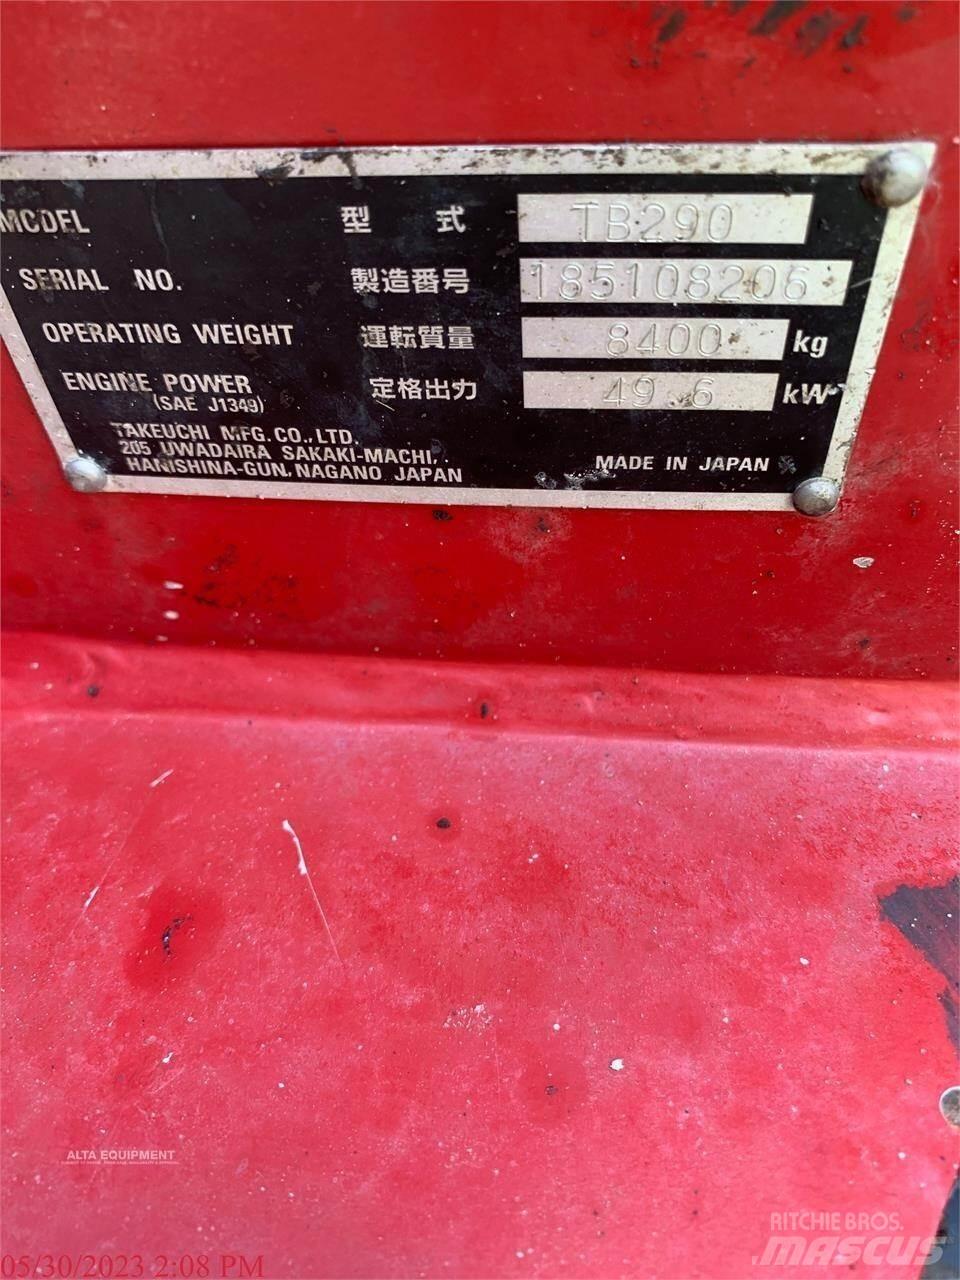 MODEL 型 式 TB290
SERIAL NO. 製造番号 185108206
OPERATING WEIGHT 運転質量 8400 kg
ENGINE POWER 定格出力 49.6 kW
(SAE J1349)
TAKEUCHI MFG. CO., LTD.
205 UWADAIRA SAKAKI-MACHI,
HANISHINA-GUN, NAGANO JAPAN MADE IN JAPAN
ALTA EQUIPMENT
RITCHIE BROS.
MASCUS
05/30/2023 2:08 PM